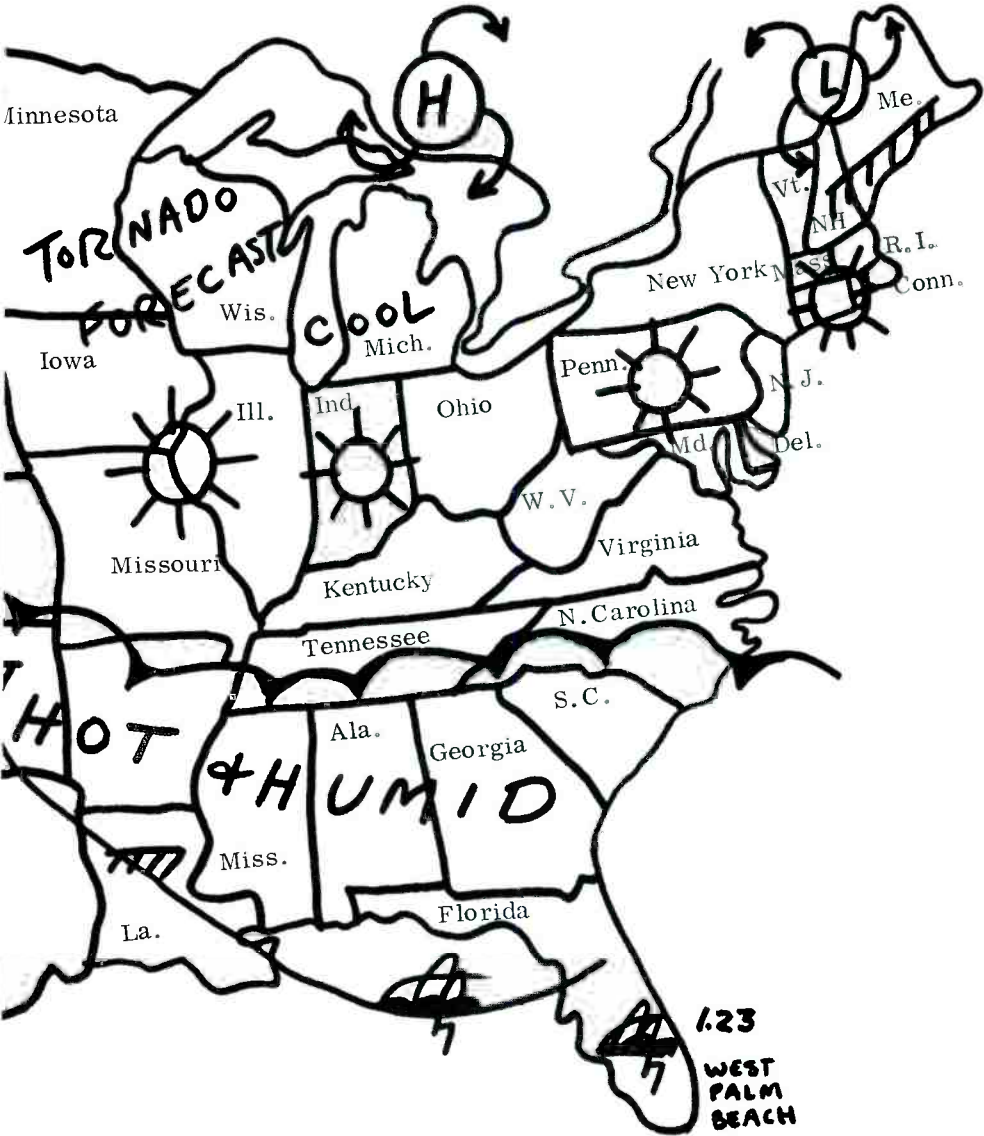 H
L
Minnesota
Me.
TORNADO
FORECAST
Vt.
NH
R.I.
Mass
Conn.
New York
Wis.
COOL
Mich.
Iowa
Penn.
N.J.
Ill.
Ind.
Ohio
Md.
Del.
W.V.
Missouri
Virginia
Kentucky
N. Carolina
Tennessee
S.C.
HOT & HUMID
Ala.
Georgia
Miss.
La.
Florida
1.23
WEST
PALM
BEACH